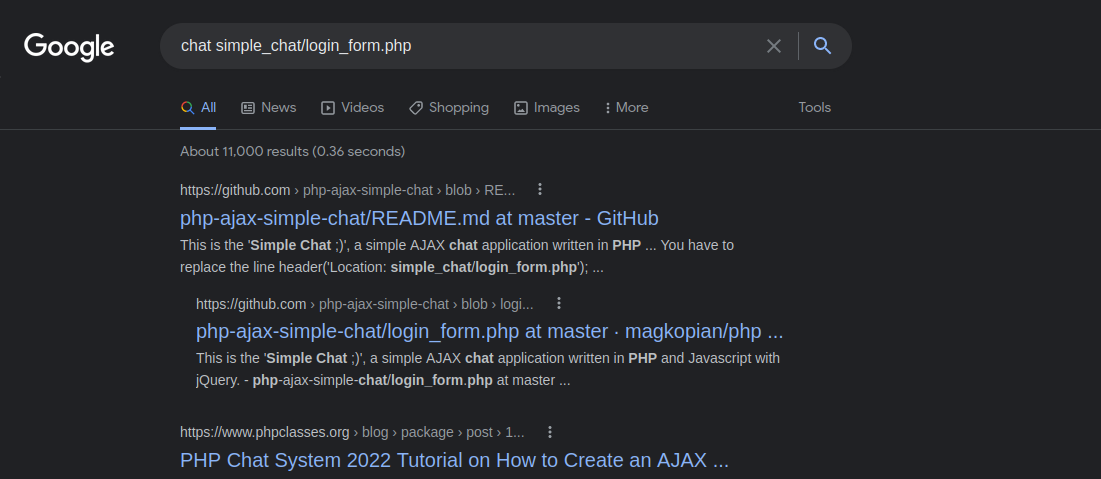 Google
chat simple_chat/login_form.php
All News Videos Shopping Images More Tools
About 11,000 results (0.36 seconds)
https://github.com › php-ajax-simple-chat › blob › RE...
php-ajax-simple-chat/README.md at master - GitHub
This is the 'Simple Chat ;)', a simple AJAX chat application written in PHP ... You have to
replace the line header('Location: simple_chat/login_form.php'); ...
https://github.com › php-ajax-simple-chat › blob › logi...
php-ajax-simple-chat/login_form.php at master · magkopian/php ...
This is the 'Simple Chat ;)', a simple AJAX chat application written in PHP and Javascript with
jQuery. - php-ajax-simple-chat/login_form.php at master ...
https://www.phpclasses.org › blog › package › post › 1...
PHP Chat System 2022 Tutorial on How to Create an AJAX ...